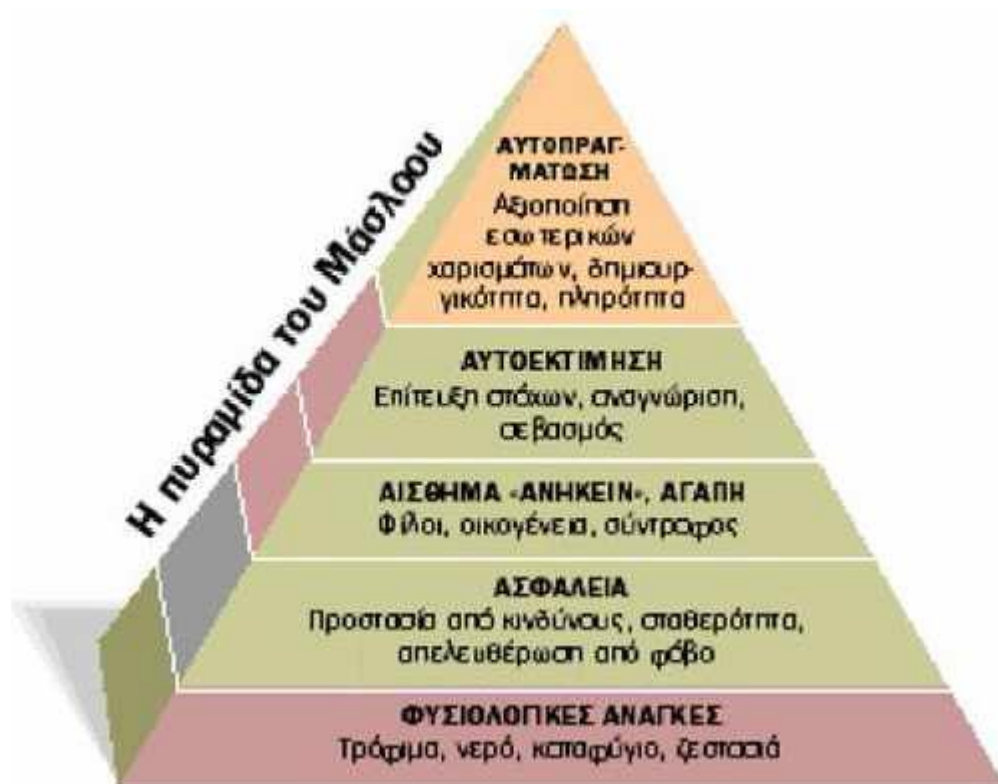 Η πυραμίδα του Μάσλοου
ΑΥΤΟΠΡΑΓ-
ΜΑΤΩΣΗ
Αξιοποίηση
εσωτερικών
χαρισμάτων, δημιουρ-
γικότητα, πληρότητα
ΑΥΤΟΕΚΤΙΜΗΣΗ
Επίτευξη στόχων, αναγνώριση,
σεβασμός
ΑΙΣΘΗΜΑ «ΑΝΗΚΕΙΝ», ΑΓΑΠΗ
Φίλοι, οικογένεια, σύντροφος
ΑΣΦΑΛΕΙΑ
Προστασία από κινδύνους, σταθερότητα,
απελευθέρωση από φόβο
ΦΥΣΙΟΛΟΓΙΚΕΣ ΑΝΑΓΚΕΣ
Τρόφιμα, νερό, καταφύγιο, ζεστασιά